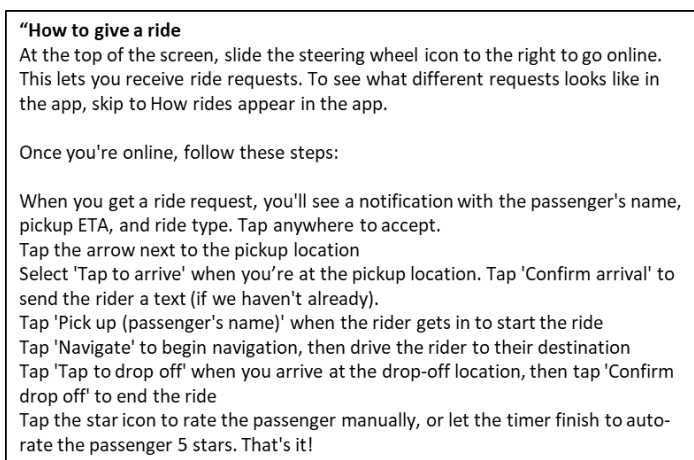 “How to give a ride
At the top of the screen, slide the steering wheel icon to the right to go online.
This lets you receive ride requests. To see what different requests looks like in
the app, skip to How rides appear in the app.
Once you're online, follow these steps:
When you get a ride request, you'll see a notification with the passenger's name,
pickup ETA, and ride type. Tap anywhere to accept.
Tap the arrow next to the pickup location
Select 'Tap to arrive' when you’re at the pickup location. Tap 'Confirm arrival' to
send the rider a text (if we haven't already).
Tap 'Pick up (passenger's name)' when the rider gets in to start the ride
Tap 'Navigate' to begin navigation, then drive the rider to their destination
Tap 'Tap to drop off' when you arrive at the drop-off location, then tap 'Confirm
drop off' to end the ride
Tap the star icon to rate the passenger manually, or let the timer finish to auto-
rate the passenger 5 stars. That's it!